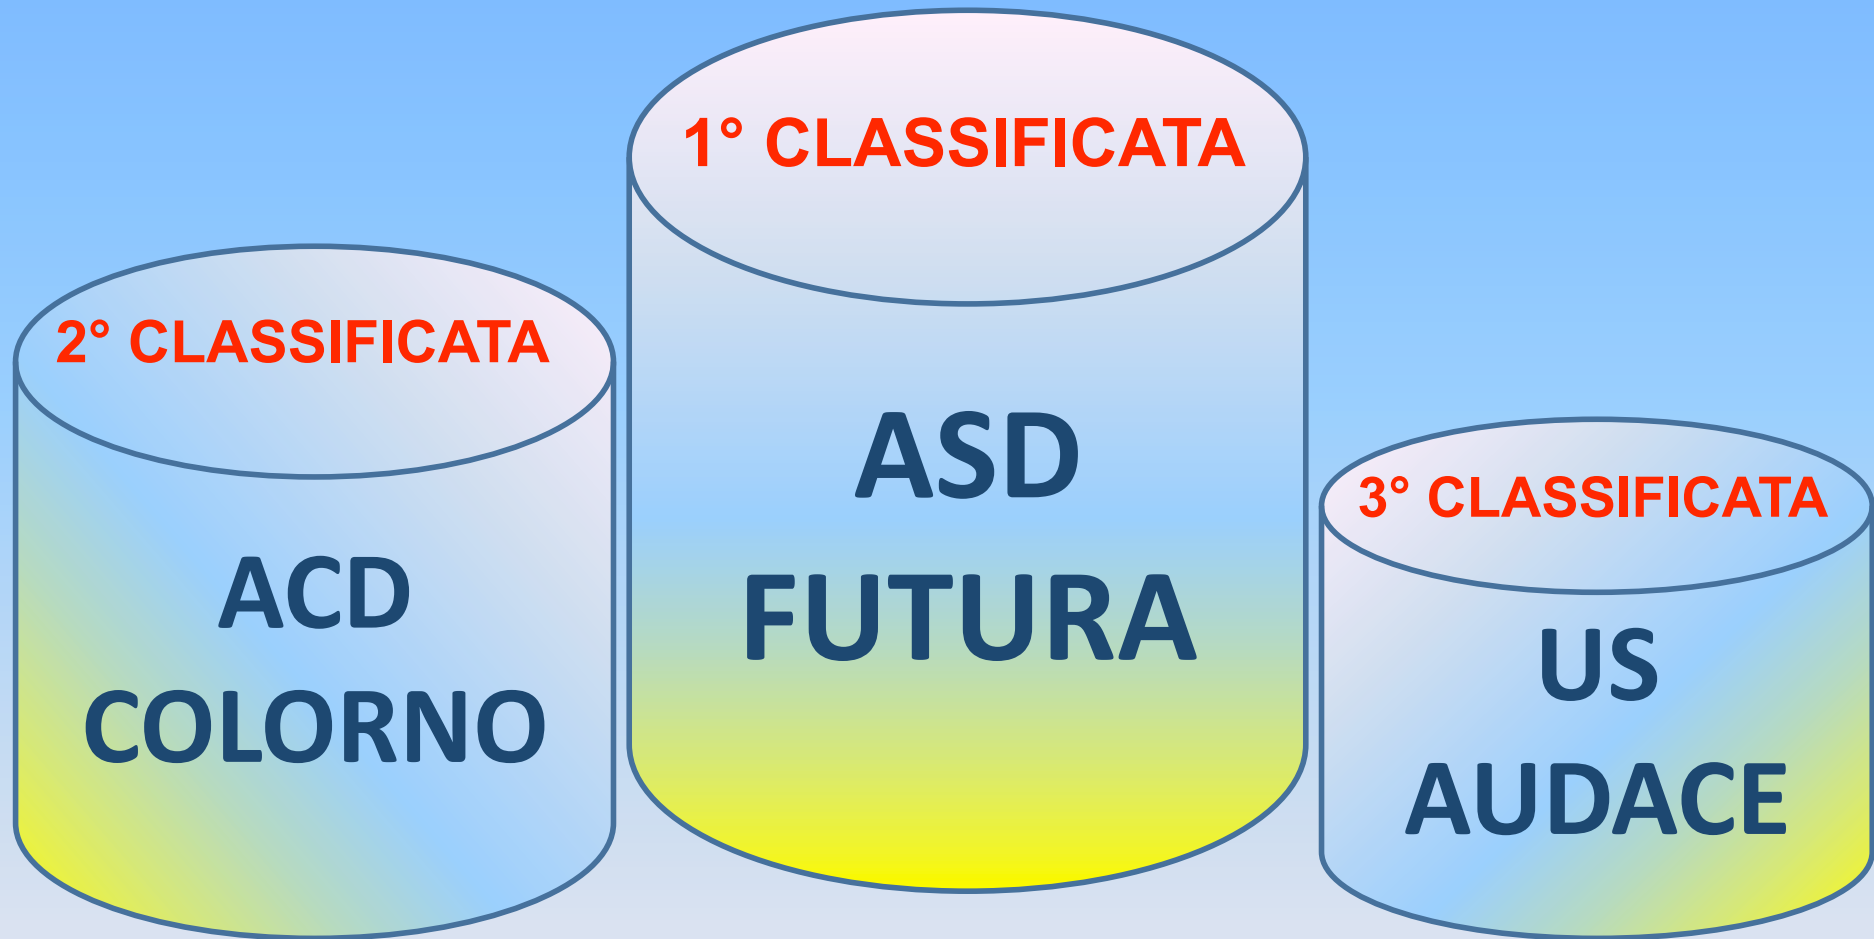 1° CLASSIFICATA
ASD
FUTURA
2° CLASSIFICATA
ACD
COLORNO
3° CLASSIFICATA
US
AUDACE